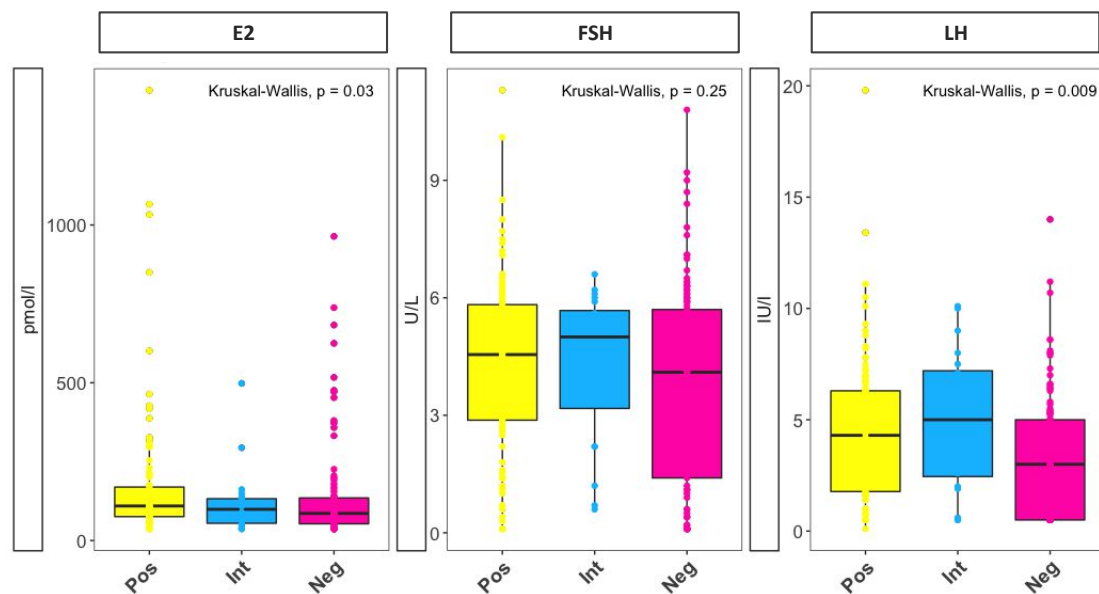 E2
FSH
LH
pmol/l
Kruskal-Wallis, p = 0.03
1000
500
0
Pos
Int
Neg
U/L
Kruskal-Wallis, p = 0.25
9
6
3
0
Pos
Int
Neg
IU/l
Kruskal-Wallis, p = 0.009
20
15
10
5
0
Pos
Int
Neg